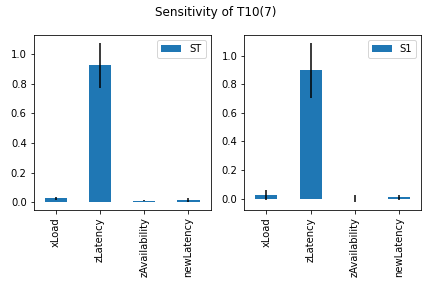 Sensitivity of T10(7)
ST
1.0
0.8
0.6
0.4
0.2
0.0
xLoad
zLatency
zAvailability
newLatency
S1
1.0
0.8
0.6
0.4
0.2
0.0
xLoad
zLatency
zAvailability
newLatency